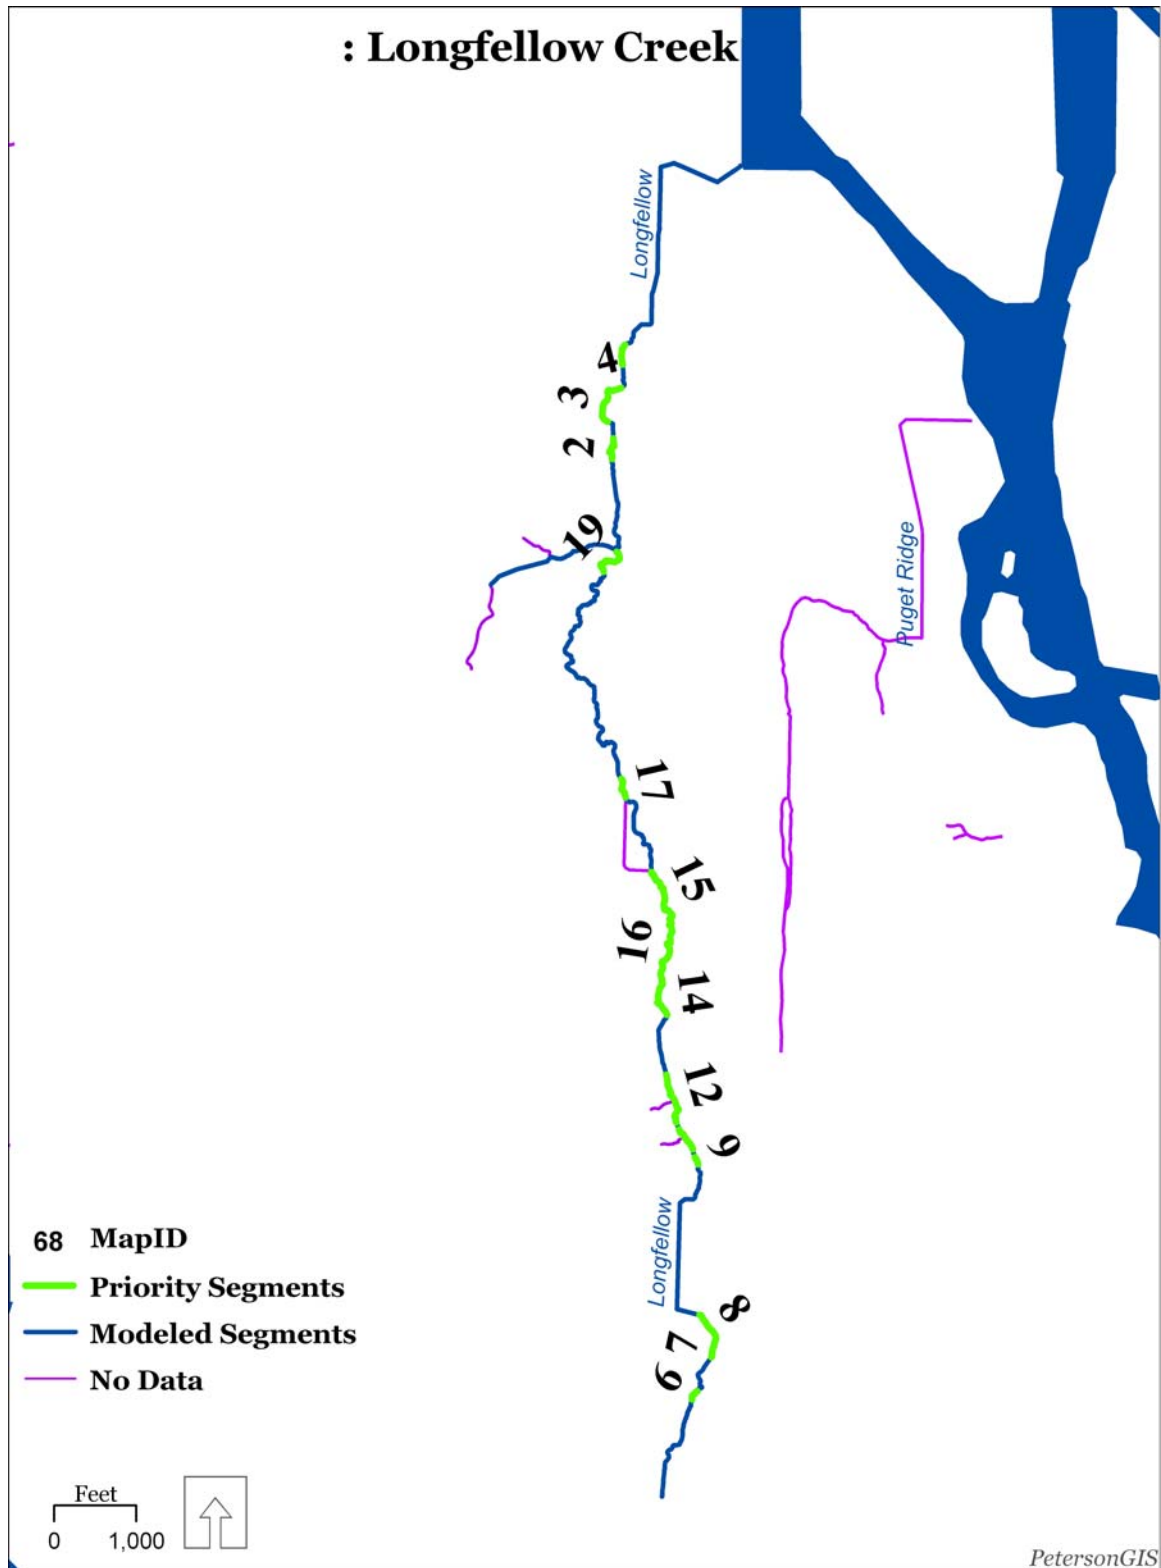 : Longfellow Creek
Longfellow
4
3
2
19
Puget Ridge
17
15
16
14
12
9
Longfellow
8
7
6
68 MapID
Priority Segments
Modeled Segments
No Data
Feet
0 1,000
PetersonGIS